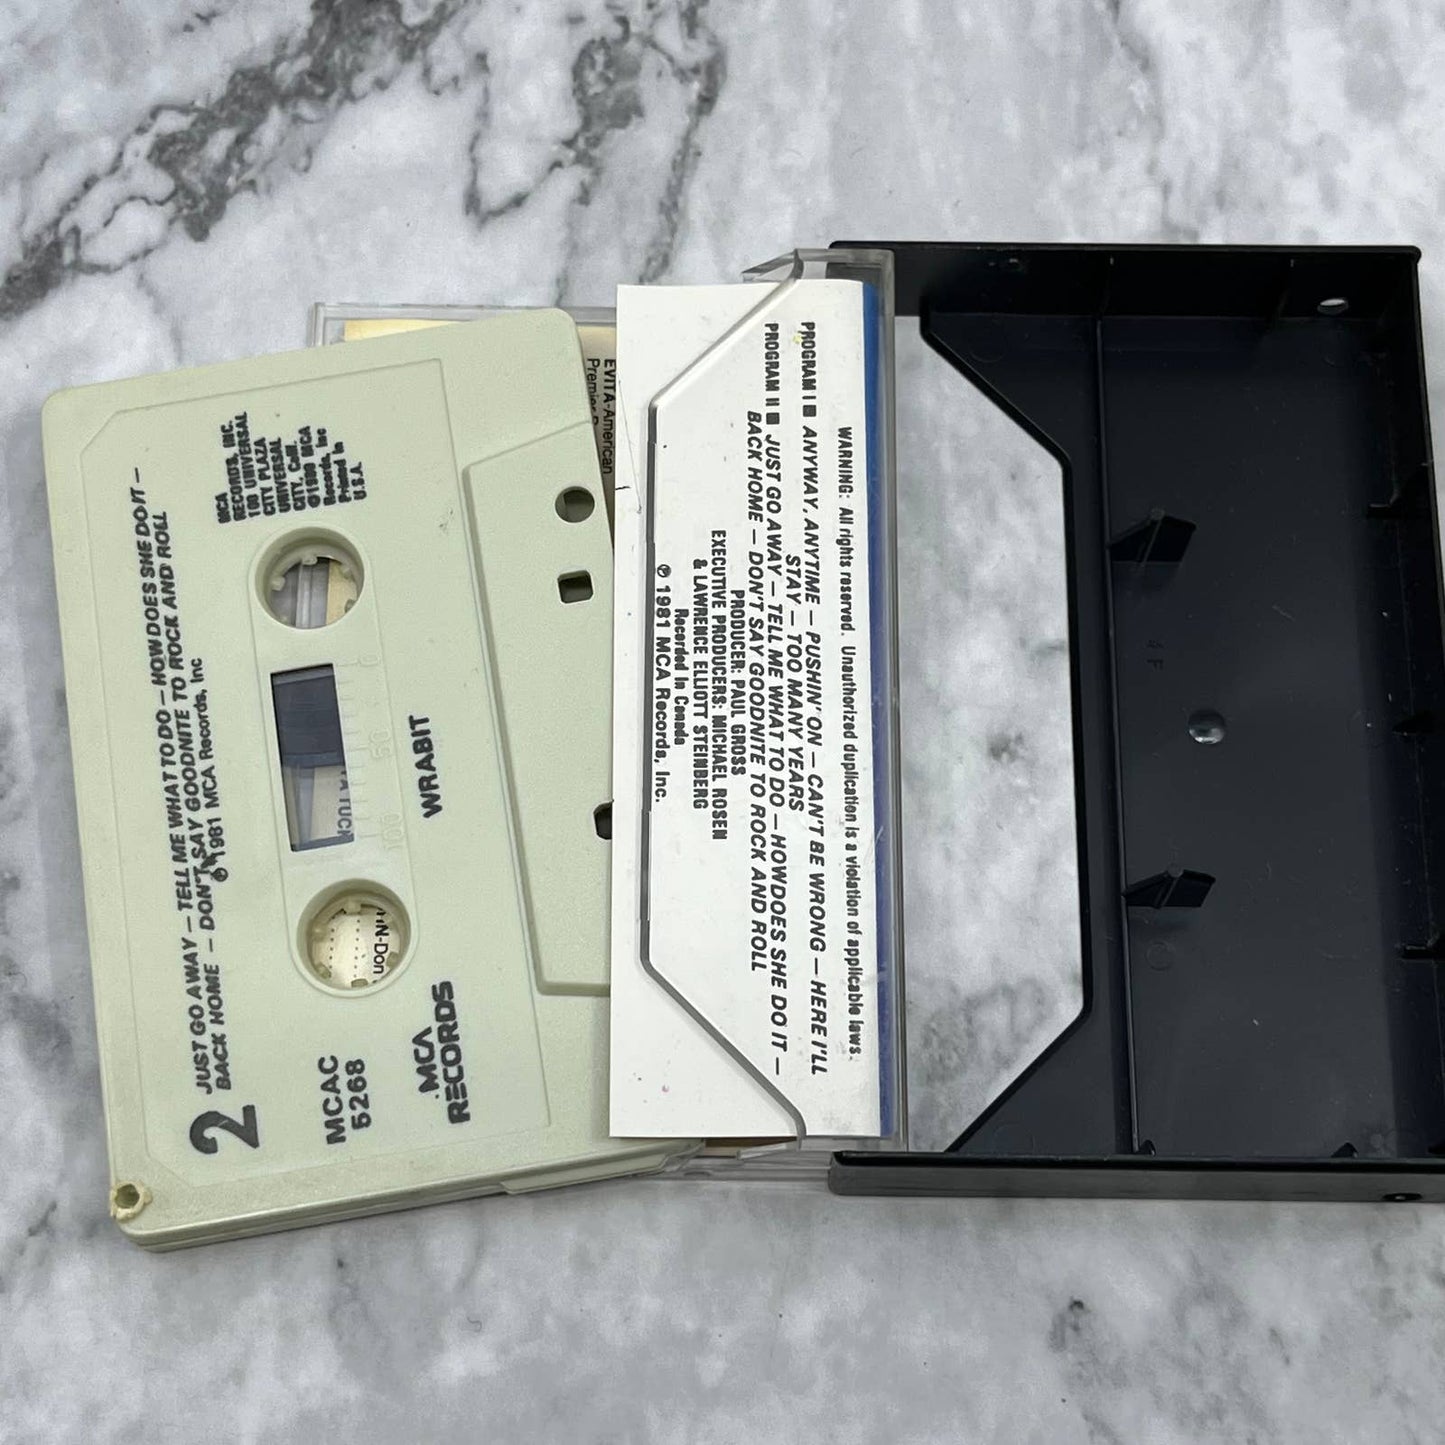 JUST GO AWAY – TELL ME WHAT TO DO – HOW DOES SHE DO IT –
BACK HOME – DON'T SAY GOODNITE TO ROCK AND ROLL
℗ 1981 MCA Records, Inc
MCA
RECORDS, INC.
100 UNIVERSAL
CITY PLAZA
UNIVERSAL
CITY, Calif.
©1980 MCA
Records, Inc
Printed in
U.S.A.
2
MCAC
5268
WRABIT
MCA
RECORDS
0
50
100
EVITA-American
HN-Don
WARNING: All rights reserved. Unauthorized duplication is a violation of applicable laws.
PROGRAM I ■ ANYWAY, ANYTIME – PUSHIN' ON – CAN'T BE WRONG – HERE I'LL
STAY – TOO MANY YEARS
PROGRAM II ■ JUST GO AWAY – TELL ME WHAT TO DO – HOWDOES SHE DO IT –
BACK HOME – DON'T SAY GOODNITE TO ROCK AND ROLL
PRODUCER: PAUL GROSS
EXECUTIVE PRODUCERS: MICHAEL ROSEN
& LAWRENCE ELLIOTT STEINBERG
Recorded In Canada
℗ 1981 MCA Records, Inc.